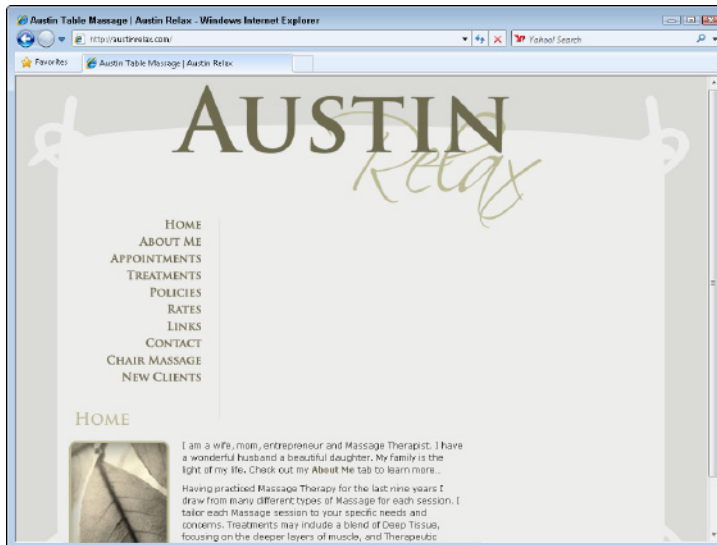 Austin Table Massage | Austin Relax - Windows Internet Explorer
http://austinrelax.com/
Yahoo! Search
Favorites
Austin Table Massage | Austin Relax
AUSTIN
Relax
HOME
ABOUT ME
APPOINTMENTS
TREATMENTS
POLICIES
RATES
LINKS
CONTACT
CHAIR MASSAGE
NEW CLIENTS
HOME
I am a wife, mom, entrepreneur and Massage Therapist. I have
a wonderful husband a beautiful daughter. My family is the
light of my life. Check out my About Me tab to learn more..
Having practiced Massage Therapy for the last nine years I
draw from many different types of Massage for each session. I
tailor each Massage session to your specific needs and
concerns. Treatments may include a blend of Deep Tissue,
focusing on the deeper layers of muscle, and Therapeutic